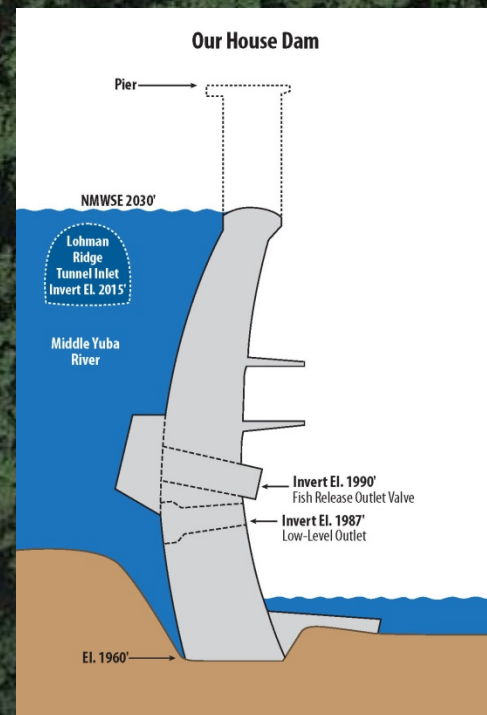 Our House Dam
Pier
NMWSE 2030'
Lohman
Ridge
Tunnel Inlet
Invert El. 2015'
Middle Yuba
River
Invert El. 1990'
Fish Release Outlet Valve
Invert El. 1987'
Low-Level Outlet
El. 1960'